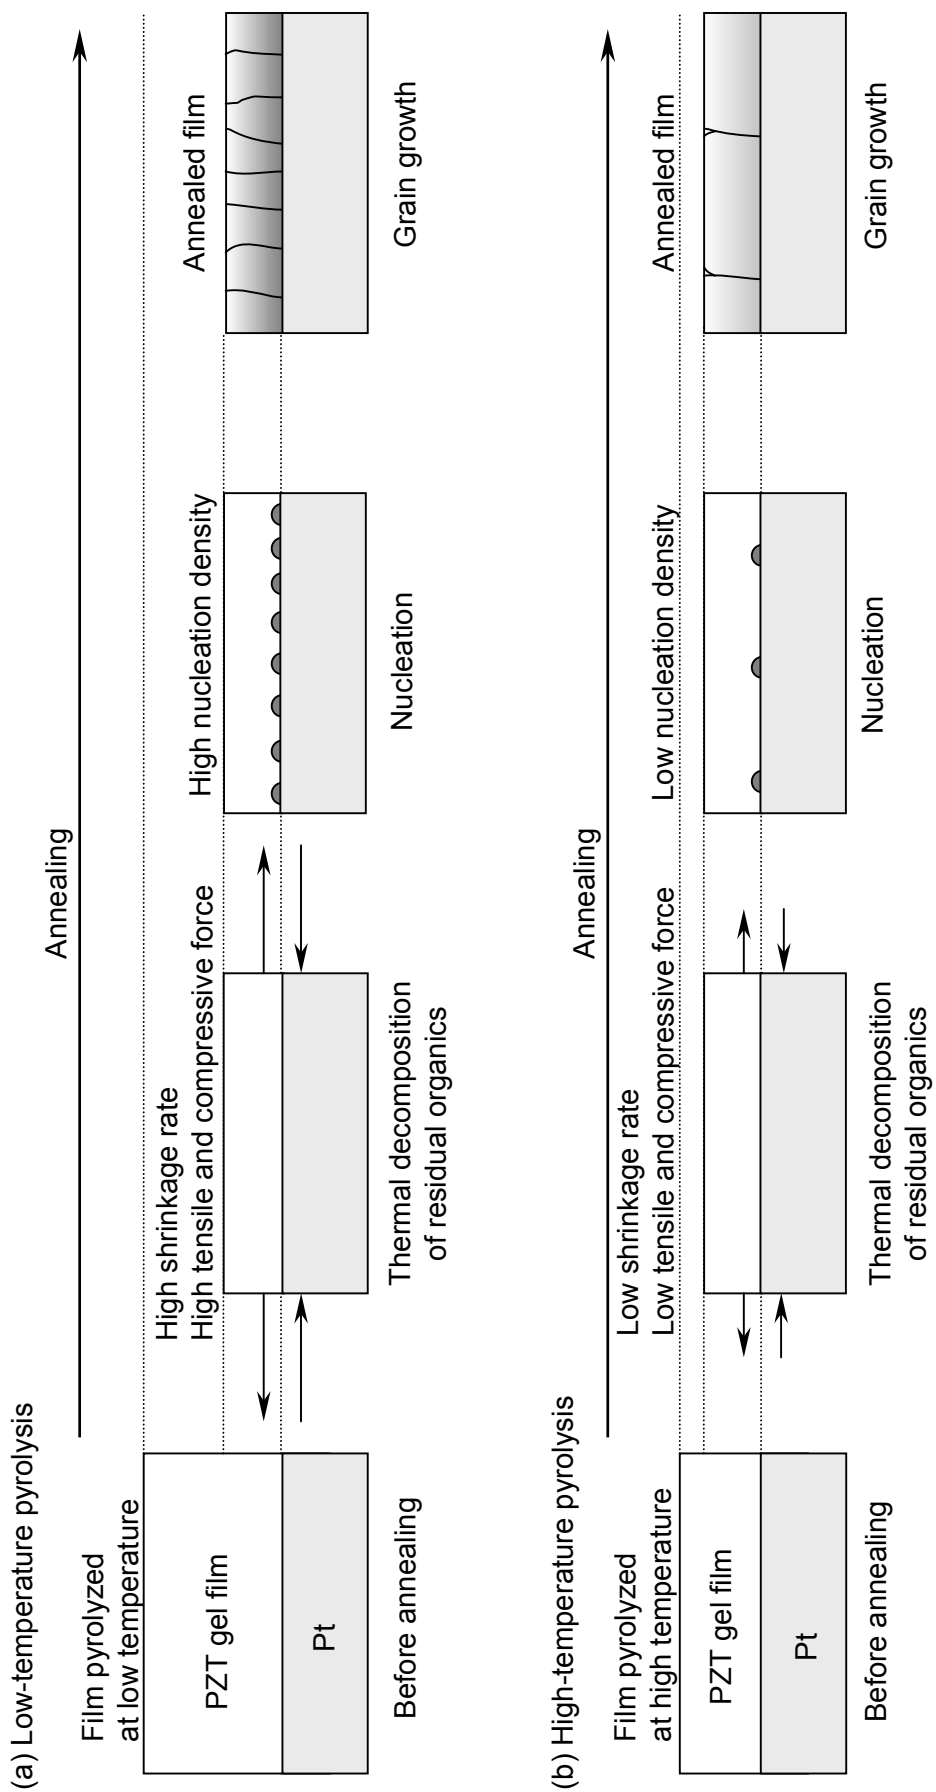 (a) Low-temperature pyrolysis
Annealing
Film pyrolyzed
at low temperature
PZT gel film
Pt
Before annealing
High shrinkage rate
High tensile and compressive force
Thermal decomposition
of residual organics
High nucleation density
Nucleation
Annealed film
Grain growth
(b) High-temperature pyrolysis
Annealing
Film pyrolyzed
at high temperature
PZT gel film
Pt
Before annealing
Low shrinkage rate
Low tensile and compressive force
Thermal decomposition
of residual organics
Low nucleation density
Nucleation
Annealed film
Grain growth